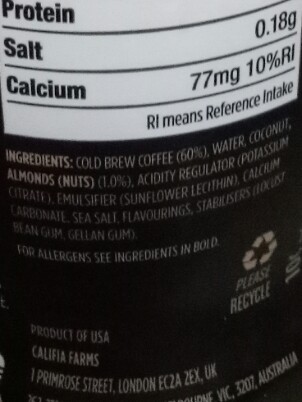 Protein
0.18g
Salt
77mg 10%RI
Calcium
RI means Reference Intake
INGREDIENTS: COLD BREW COFFEE (60%), WATER, COCONUT,
ALMONDS (NUTS) (1.0%), ACIDITY REGULATOR (POTASSIUM
CITRATE), EMULSIFIER (SUNFLOWER LECITHIN), CALCIUM
CARBONATE, SEA SALT, FLAVOURINGS, STABILISERS (LOCUST
BEAN GUM, GELLAN GUM).
FOR ALLERGENS SEE INGREDIENTS IN BOLD.
PLEASE
RECYCLE
PRODUCT OF USA
CALIFIA FARMS
1 PRIMROSE STREET, LONDON EC2A 2EX, UK
VIC, 3207, AUSTRALIA